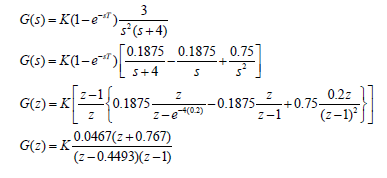 G(s) = K(1-e^{-sT}) \frac{3}{s^2(s+4)}
G(s) = K(1-e^{-sT}) \left[ \frac{0.1875}{s+4} - \frac{0.1875}{s} + \frac{0.75}{s^2} \right]
G(z) = K \left[ \frac{z-1}{z} \left\{ 0.1875 \frac{z}{z-e^{-4(0.2)}} - 0.1875 \frac{z}{z-1} + 0.75 \frac{0.2z}{(z-1)^2} \right\} \right]
G(z) = K \frac{0.0467(z+0.767)}{(z-0.4493)(z-1)}